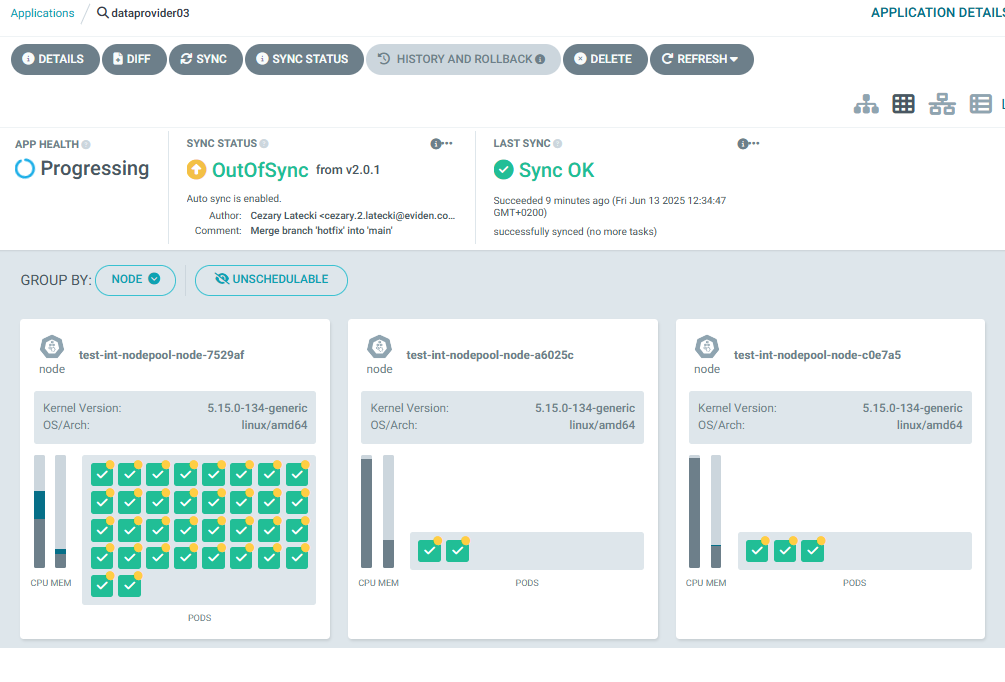 Applications / dataprovider03
APPLICATION DETAILS
DETAILS DIFF SYNC SYNC STATUS HISTORY AND ROLLBACK DELETE REFRESH
APP HEALTH
Progressing
SYNC STATUS
OutOfSync from v2.0.1
Auto sync is enabled.
Author: Cezary Latecki <cezary.2.latecki@eviden.co...
Comment: Merge branch 'hotfix' into 'main'
LAST SYNC
Sync OK
Succeeded 9 minutes ago (Fri Jun 13 2025 12:34:47
GMT+0200)
successfully synced (no more tasks)
GROUP BY: NODE UNSCHEDULABLE
node
test-int-nodepool-node-7529af
Kernel Version: 5.15.0-134-generic
OS/Arch: linux/amd64
CPU MEM
PODS
node
test-int-nodepool-node-a6025c
Kernel Version: 5.15.0-134-generic
OS/Arch: linux/amd64
CPU MEM
PODS
node
test-int-nodepool-node-c0e7a5
Kernel Version: 5.15.0-134-generic
OS/Arch: linux/amd64
CPU MEM
PODS